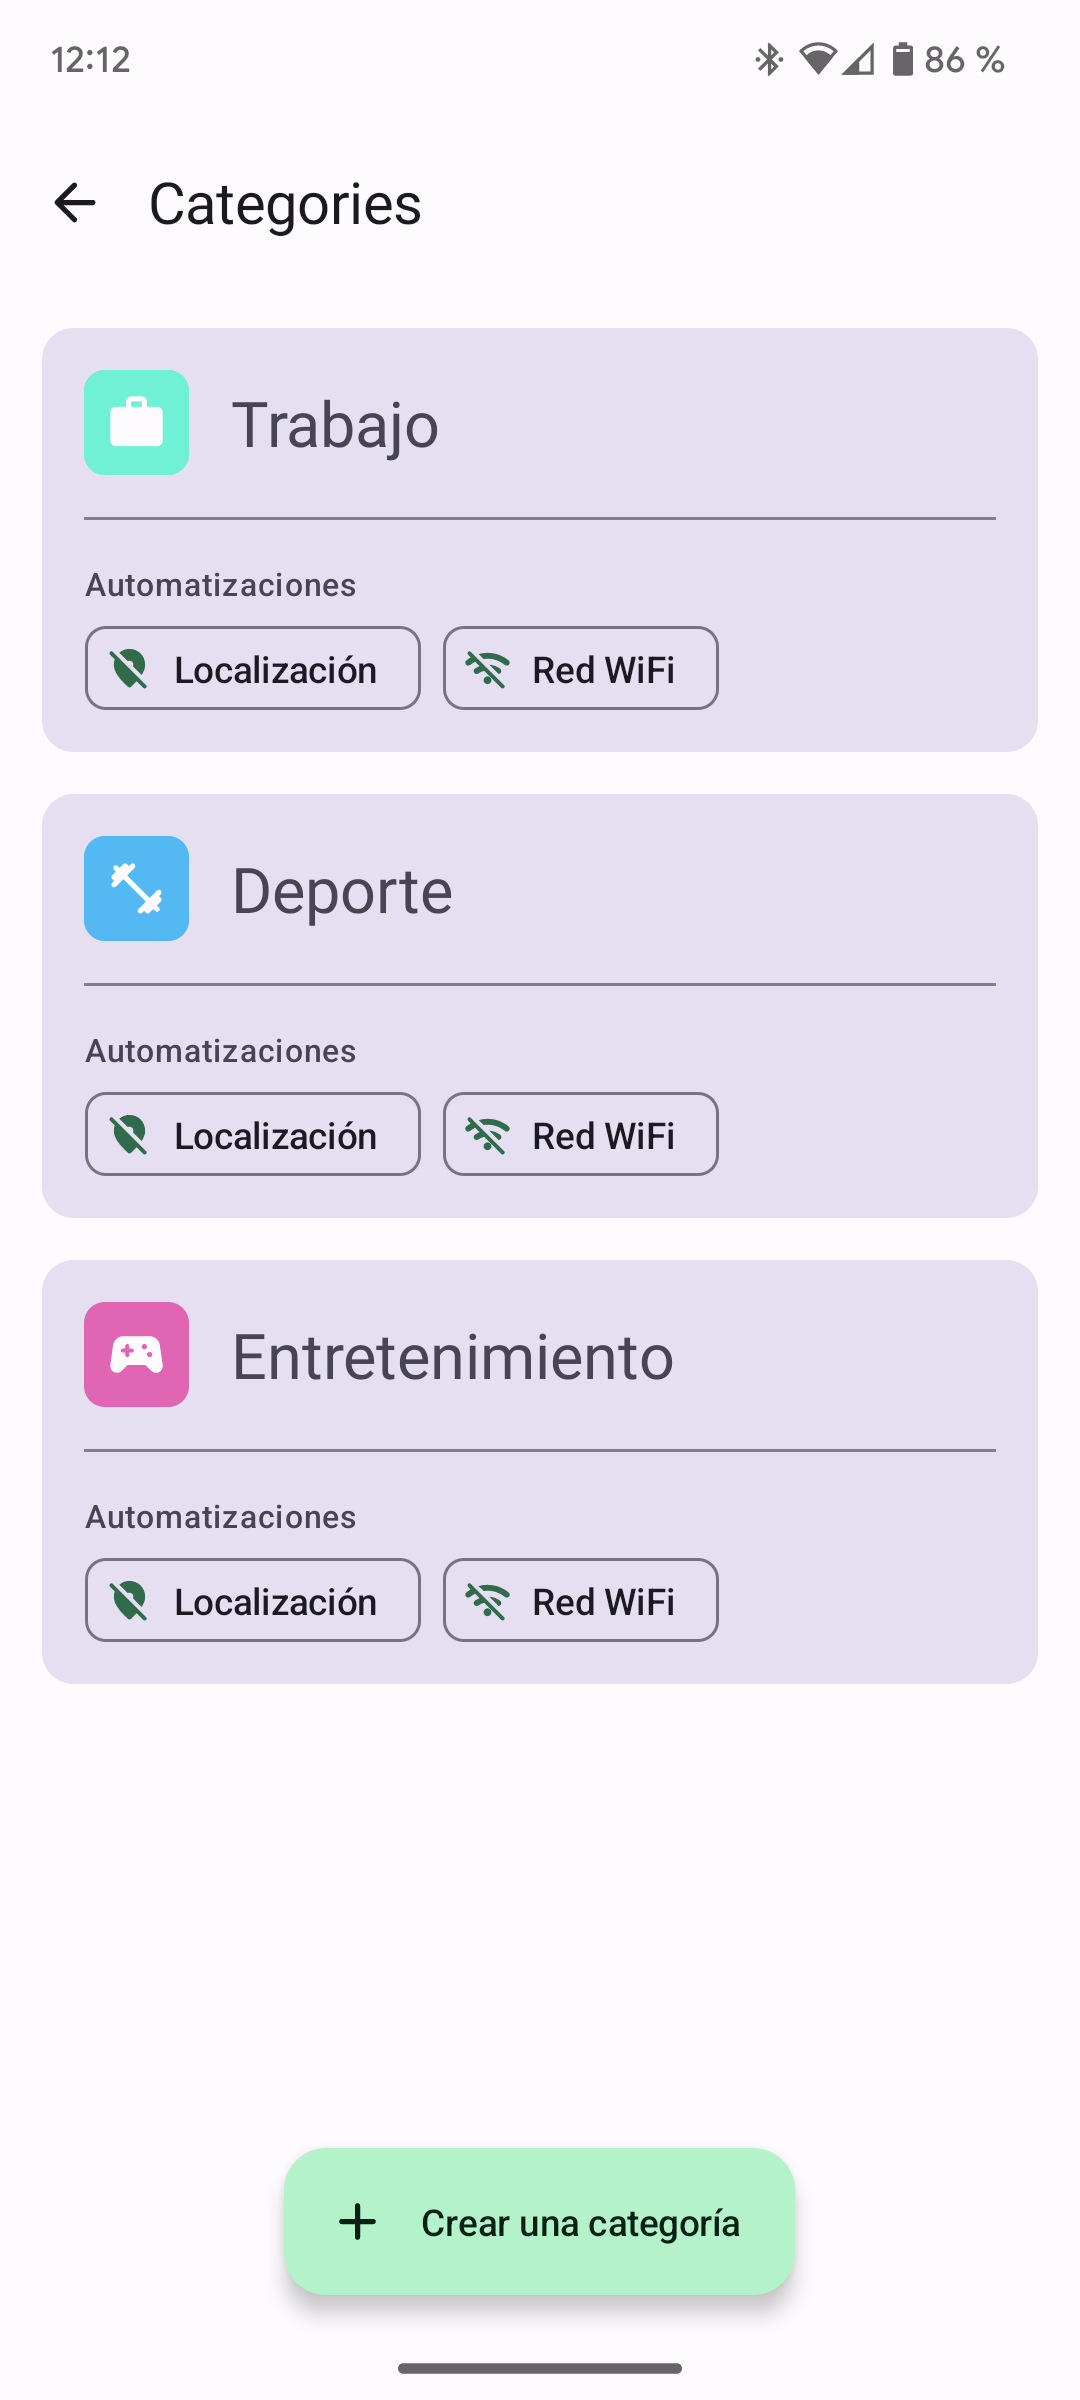 12:12
86 %
Categories
Trabajo
Automatizaciones
Localización
Red WiFi
Deporte
Automatizaciones
Localización
Red WiFi
Entretenimiento
Automatizaciones
Localización
Red WiFi
Crear una categoría